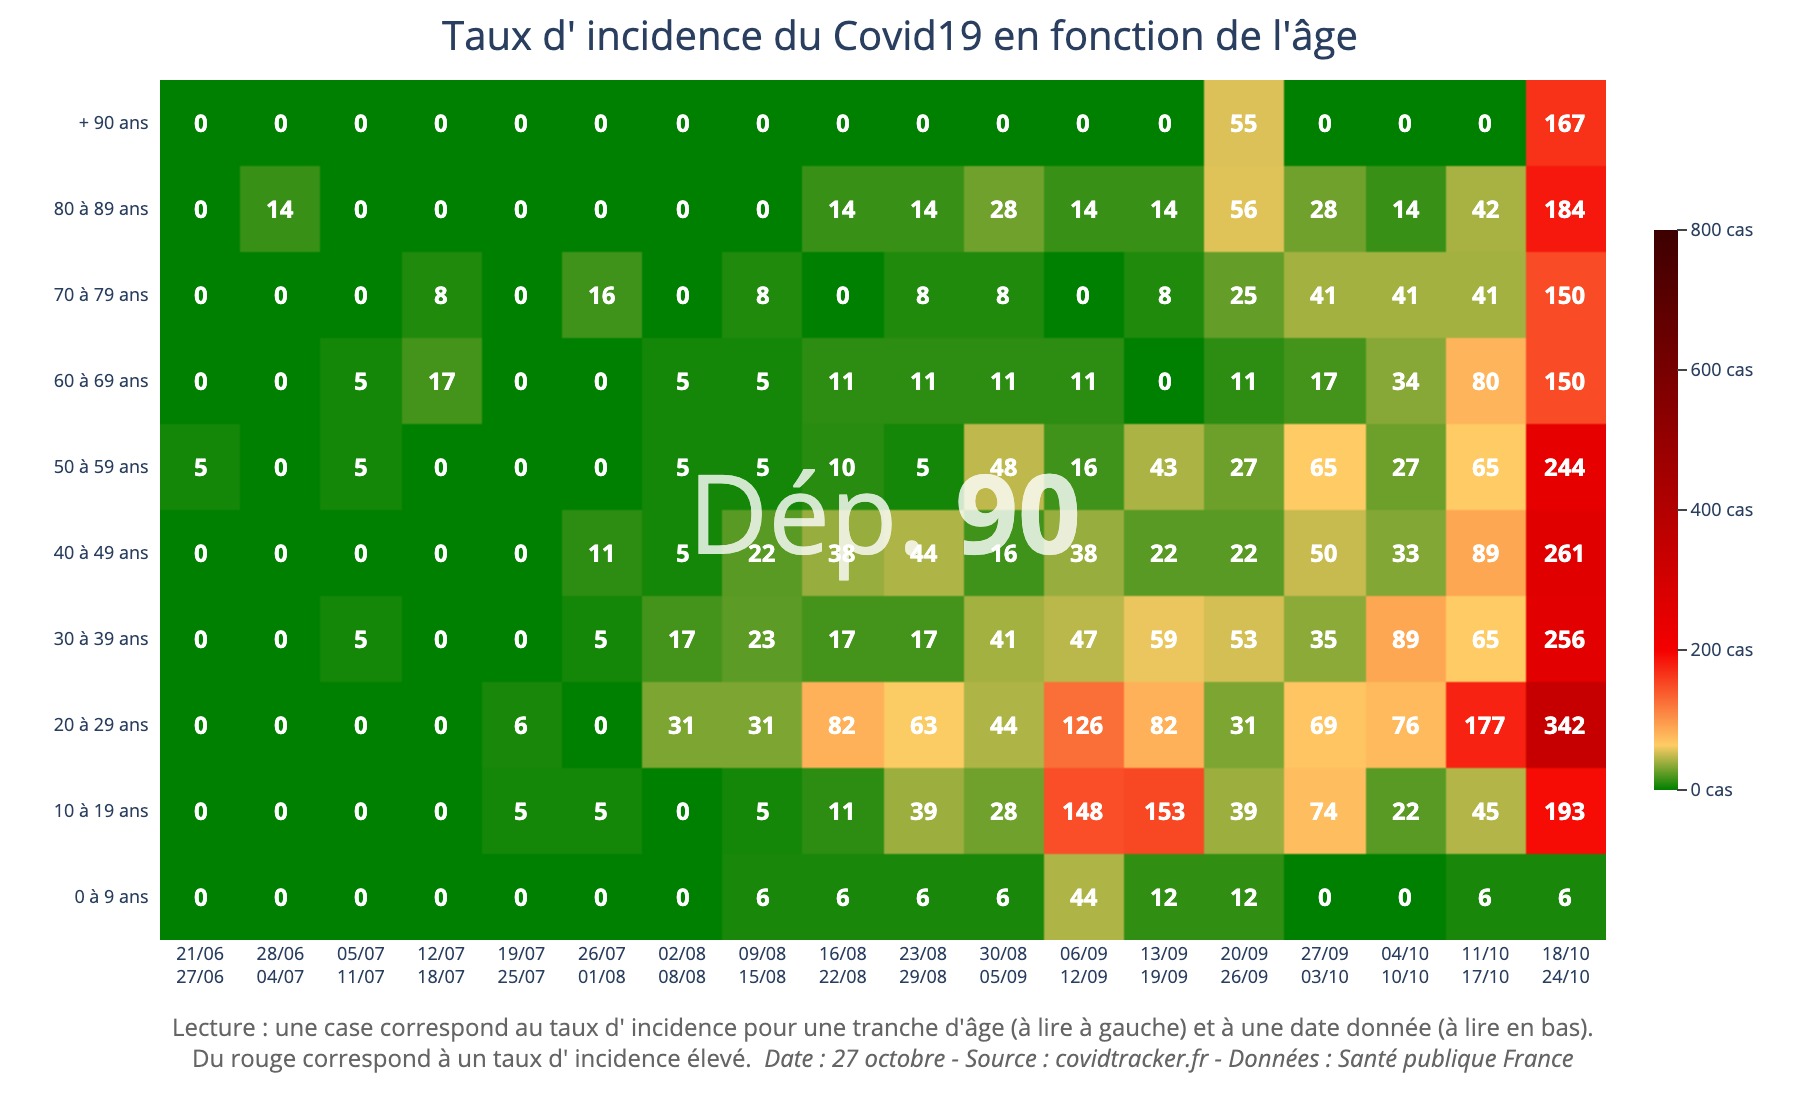 Taux d' incidence du Covid19 en fonction de l'âge
+ 90 ans 0 0 0 0 0 0 0 0 0 0 0 0 0 55 0 0 0 167
80 à 89 ans 0 14 0 0 0 0 0 0 14 14 28 14 14 56 28 14 42 184
800 cas
70 à 79 ans 0 0 0 8 0 16 0 8 0 8 8 0 8 25 41 41 41 150
60 à 69 ans 0 0 5 17 0 0 5 5 11 11 11 11 0 11 17 34 80 150
600 cas
50 à 59 ans 5 0 5 0 0 0 5 5 10 5 48 16 43 27 65 27 65 244
Dép. 90
400 cas
40 à 49 ans 0 0 0 0 0 11 5 22 38 44 16 38 22 22 50 33 89 261
30 à 39 ans 0 0 5 0 0 5 17 23 17 17 41 47 59 53 35 89 65 256
200 cas
20 à 29 ans 0 0 0 0 6 0 31 31 82 63 44 126 82 31 69 76 177 342
0 cas
10 à 19 ans 0 0 0 0 5 5 0 5 11 39 28 148 153 39 74 22 45 193
0 à 9 ans 0 0 0 0 0 0 0 6 6 6 6 44 12 12 0 0 6 6
21/06 28/06 05/07 12/07 19/07 26/07 02/08 09/08 16/08 23/08 30/08 06/09 13/09 20/09 27/09 04/10 11/10 18/10
27/06 04/07 11/07 18/07 25/07 01/08 08/08 15/08 22/08 29/08 05/09 12/09 19/09 26/09 03/10 10/10 17/10 24/10
Lecture : une case correspond au taux d' incidence pour une tranche d'âge (à lire à gauche) et à une date donnée (à lire en bas).
Du rouge correspond à un taux d' incidence élevé. Date : 27 octobre - Source : covidtracker.fr - Données : Santé publique France